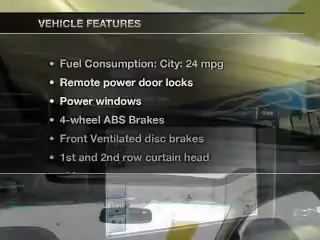 VEHICLE FEATURES
• Fuel Consumption: City: 24 mpg
• Remote power door locks
• Power windows
• 4-wheel ABS Brakes
• Front Ventilated disc brakes
• 1st and 2nd row curtain head